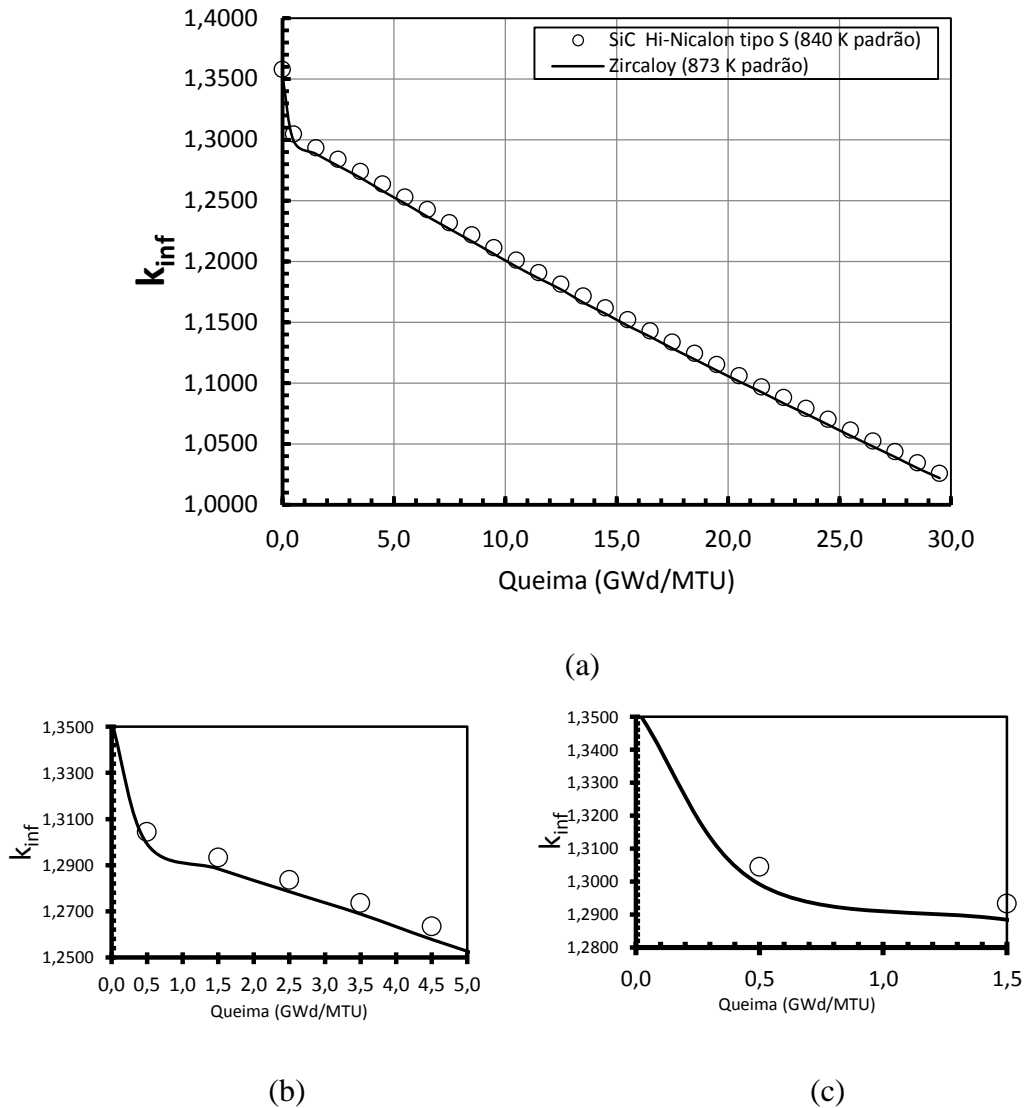 1,4000
1,3500
1,3000
1,2500
1,2000
1,1500
1,1000
1,0500
1,0000
k_inf
SiC Hi-Nicalon tipo S (840 K padrão)
Zircaloy (873 K padrão)
0,0 5,0 10,0 15,0 20,0 25,0 30,0
Queima (GWd/MTU)
(a)
1,3500
1,3300
1,3100
1,2900
1,2700
1,2500
k_inf
0,0 0,5 1,0 1,5 2,0 2,5 3,0 3,5 4,0 4,5 5,0
Queima (GWd/MTU)
(b)
1,3500
1,3400
1,3300
1,3200
1,3100
1,3000
1,2900
1,2800
k_inf
0,0 0,5 1,0 1,5
Queima (GWd/MTU)
(c)